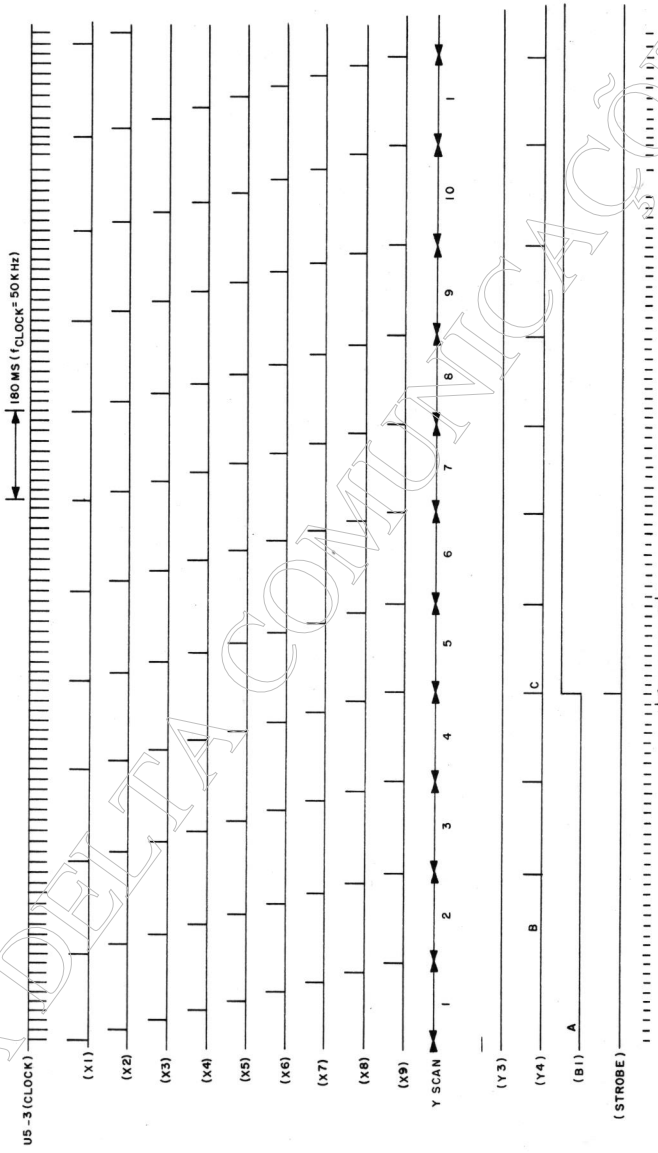 U5-3 (CLOCK)
180 MS (fCLOCK = 50 KHz)
(X1)
(X2)
(X3)
(X4)
(X5)
(X6)
(X7)
(X8)
(X9)
Y SCAN
1 2 3 4 5 6 7 8 9 10 1
(Y3)
(Y4)
B C
(B1)
A
(STROBE)
DELTA COMUNICAÇÕ